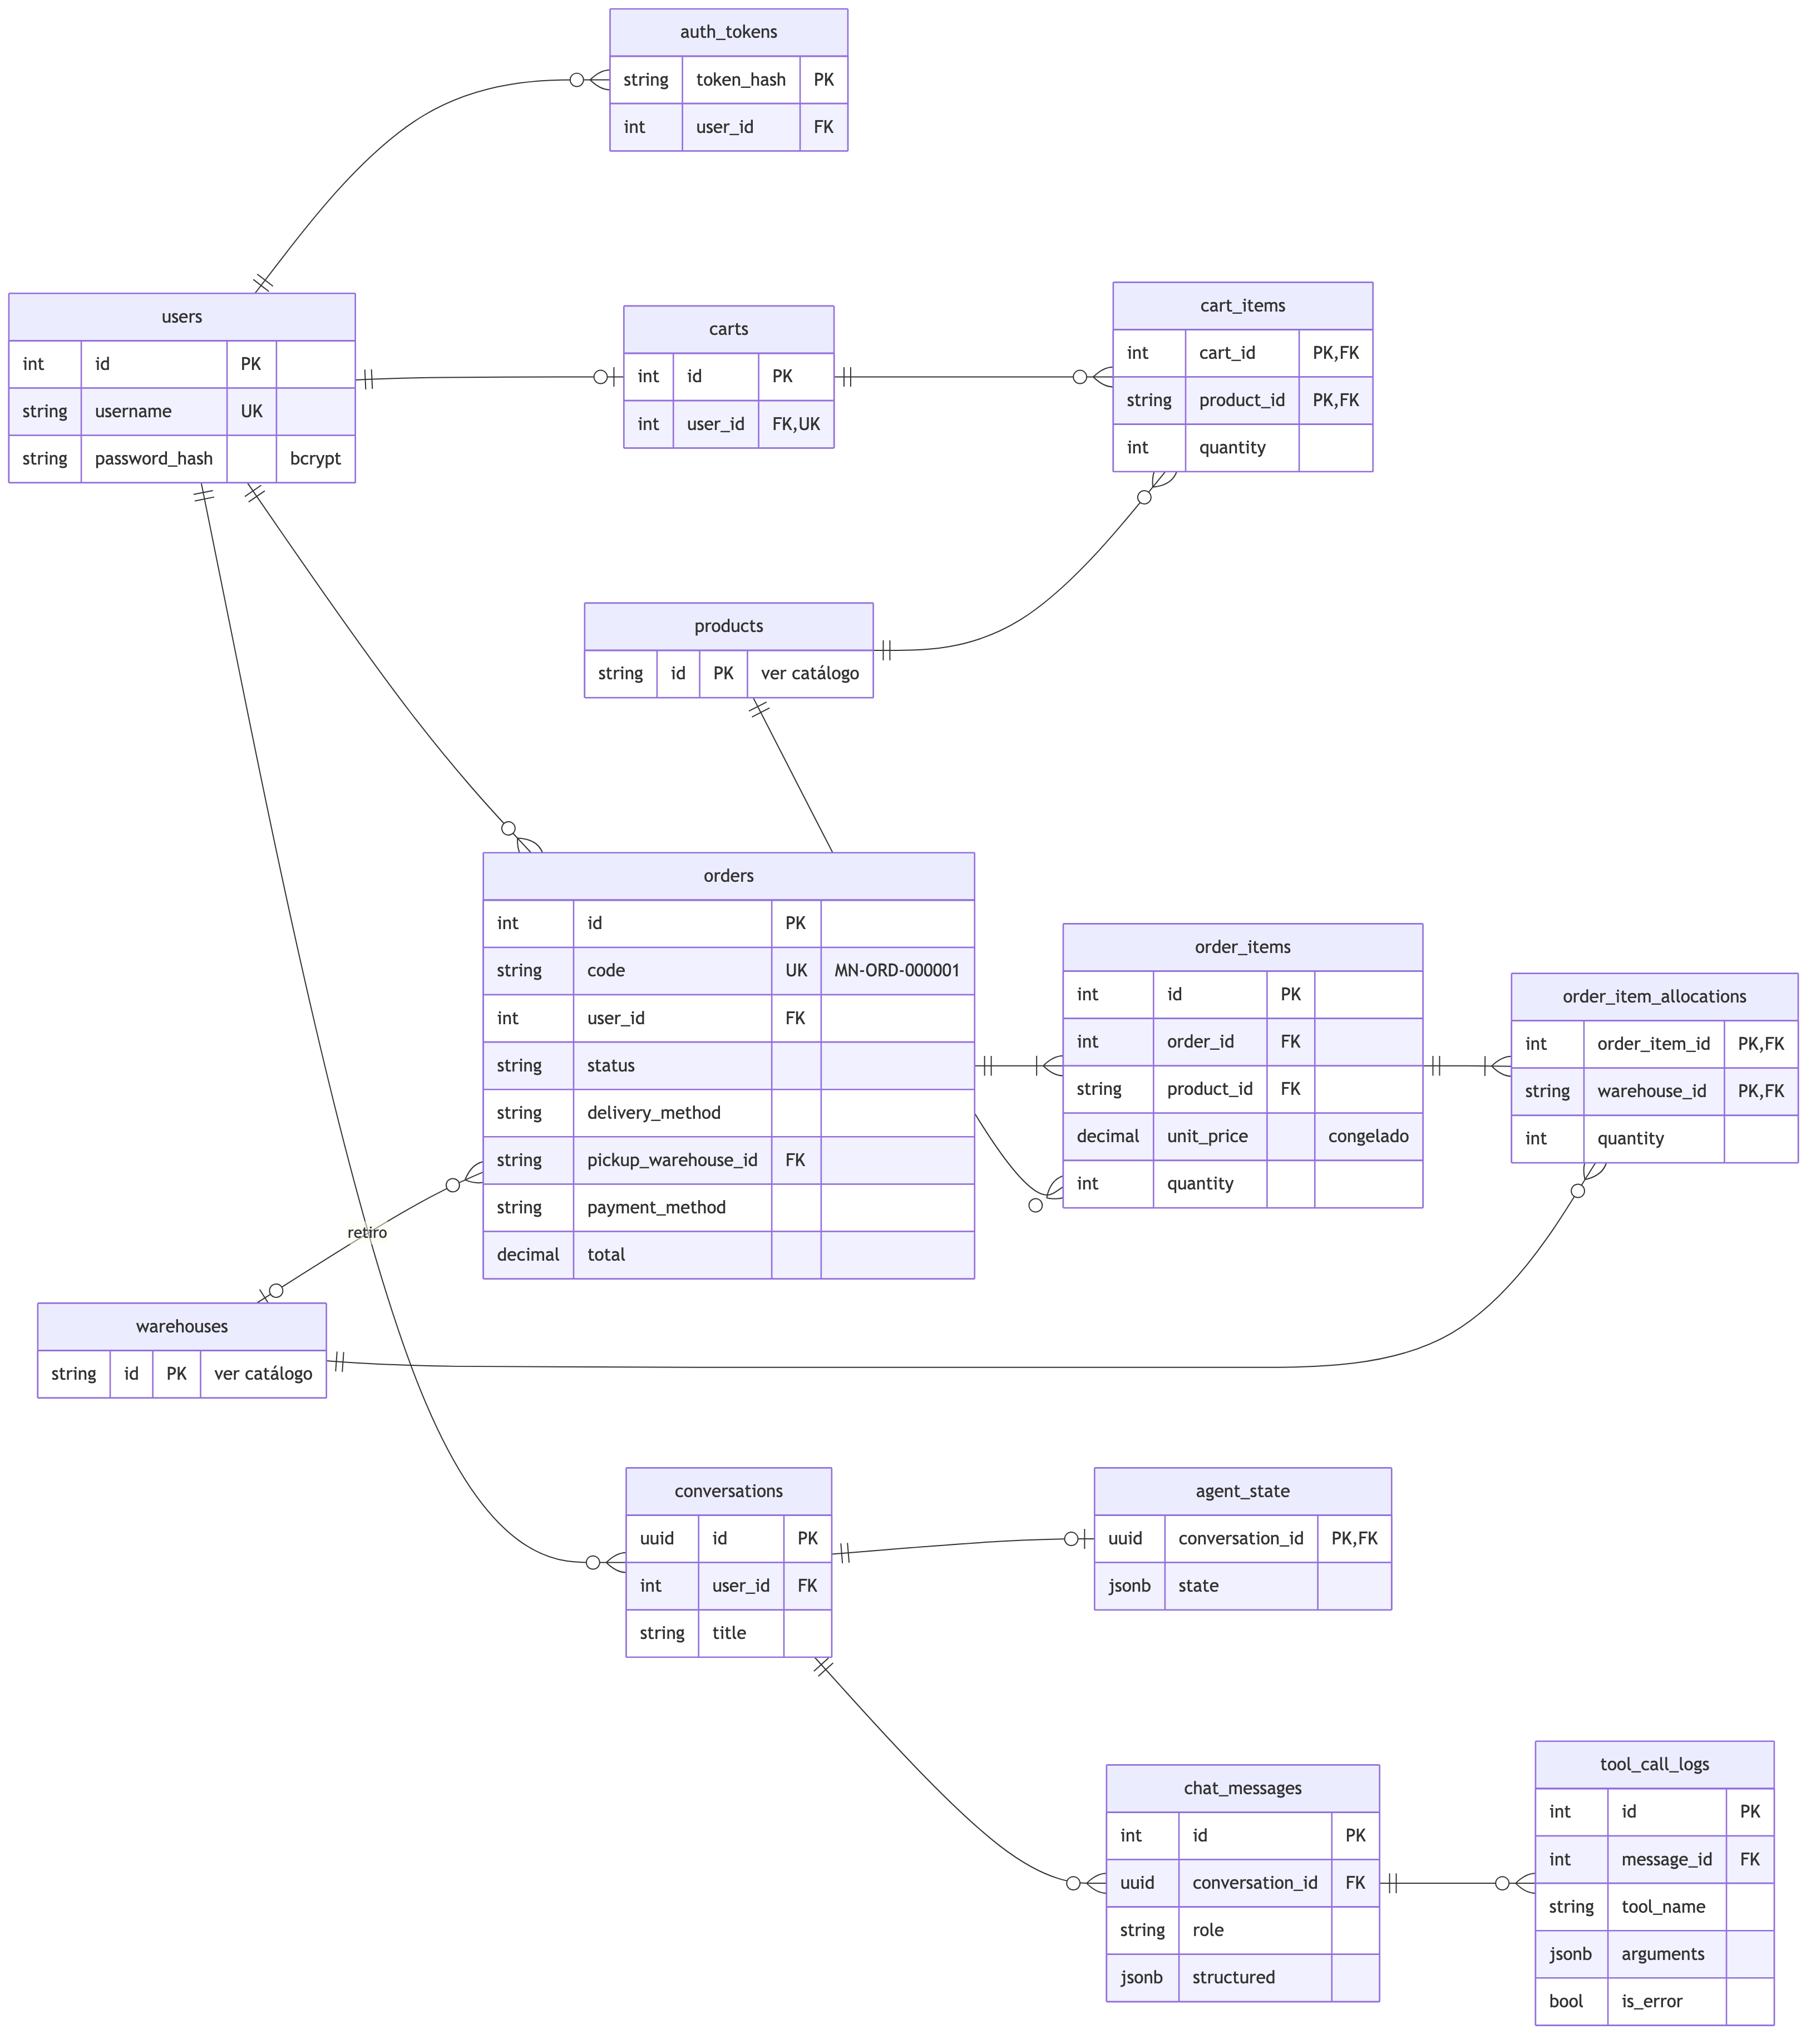 auth_tokens
string token_hash PK
int user_id FK
users
int id PK
string username UK
string password_hash bcrypt
carts
int id PK
int user_id FK,UK
cart_items
int cart_id PK,FK
string product_id PK,FK
int quantity
products
string id PK ver catálogo
orders
int id PK
string code UK MN-ORD-000001
int user_id FK
string status
string delivery_method
string pickup_warehouse_id FK
string payment_method
decimal total
order_items
int id PK
int order_id FK
string product_id FK
decimal unit_price congelado
int quantity
order_item_allocations
int order_item_id PK,FK
string warehouse_id PK,FK
int quantity
retiro
warehouses
string id PK ver catálogo
conversations
uuid id PK
int user_id FK
string title
agent_state
uuid conversation_id PK,FK
jsonb state
chat_messages
int id PK
uuid conversation_id FK
string role
jsonb structured
tool_call_logs
int id PK
int message_id FK
string tool_name
jsonb arguments
bool is_error